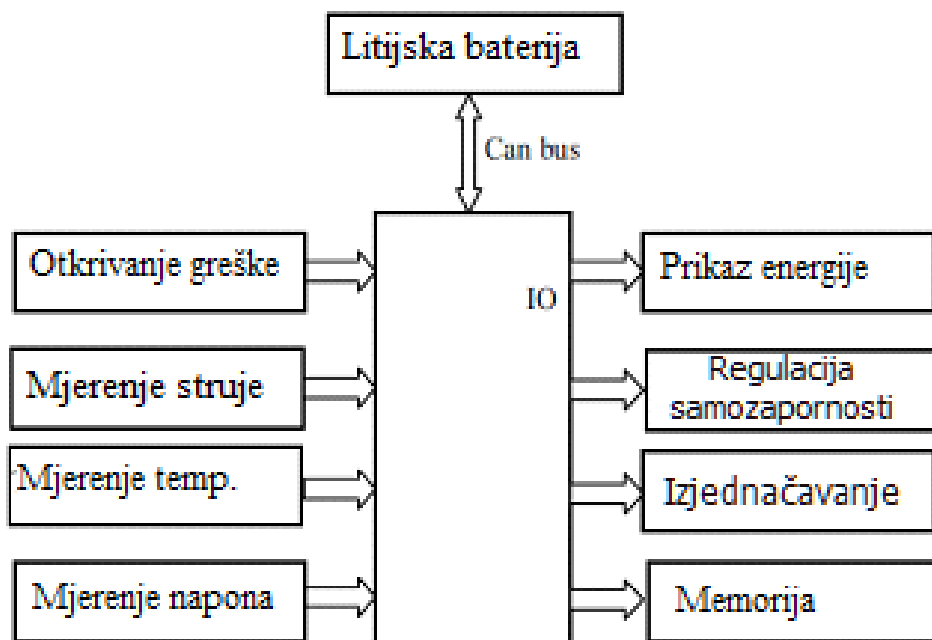 Litijska baterija
Can bus
Otkrivanje greške
IO
Prikaz energije
Mjerenje struje
Regulacija
samozapornosti
Mjerenje temp.
Izjednačavanje
Mjerenje napona
Memorija